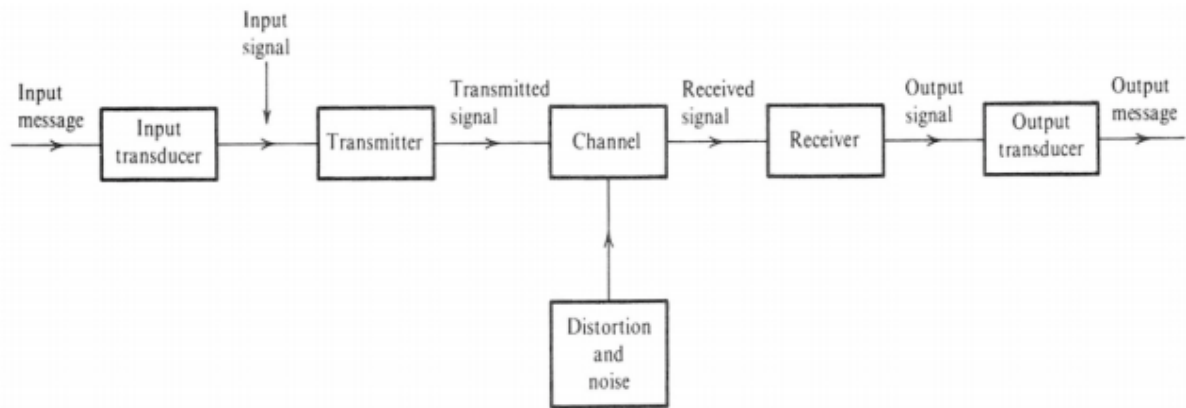 Input
signal
Input
message
Input
transducer
Transmitter
Transmitted
signal
Channel
Received
signal
Receiver
Output
signal
Output
transducer
Output
message
Distortion
and
noise